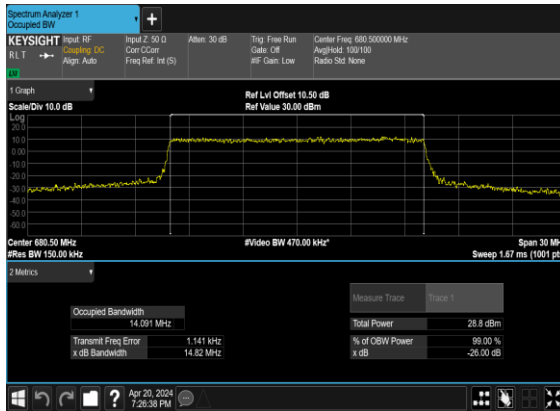 Spectrum Analyzer 1
Occupied BW
KEYSIGHT
RLT
Input: RF
Coupling: DC
Align: Auto
Input Z: 50 Ω
Corr CCorr
Freq Ref: Int (S)
Atten: 30 dB
Trig: Free Run
Gate: Off
#IF Gain: Low
Center Freq: 680.500000 MHz
Avg|Hold: 100/100
Radio Std: None
1 Graph
Scale/Div 10.0 dB
Ref Lvl Offset 10.50 dB
Ref Value 30.00 dBm
Log
20.0
10.0
0.00
-10.0
-20.0
-30.0
-40.0
-50.0
-60.0
Center 680.50 MHz
#Res BW 150.00 kHz
#Video BW 470.00 kHz*
Span 30 MH
Sweep 1.67 ms (1001 pt
2 Metrics
Measure Trace
Trace 1
Occupied Bandwidth
14.091 MHz
Total Power
28.8 dBm
Transmit Freq Error
1.141 kHz
% of OBW Power
99.00 %
x dB Bandwidth
14.82 MHz
x dB
-26.00 dB
Apr 20, 2024
7:26:38 PM